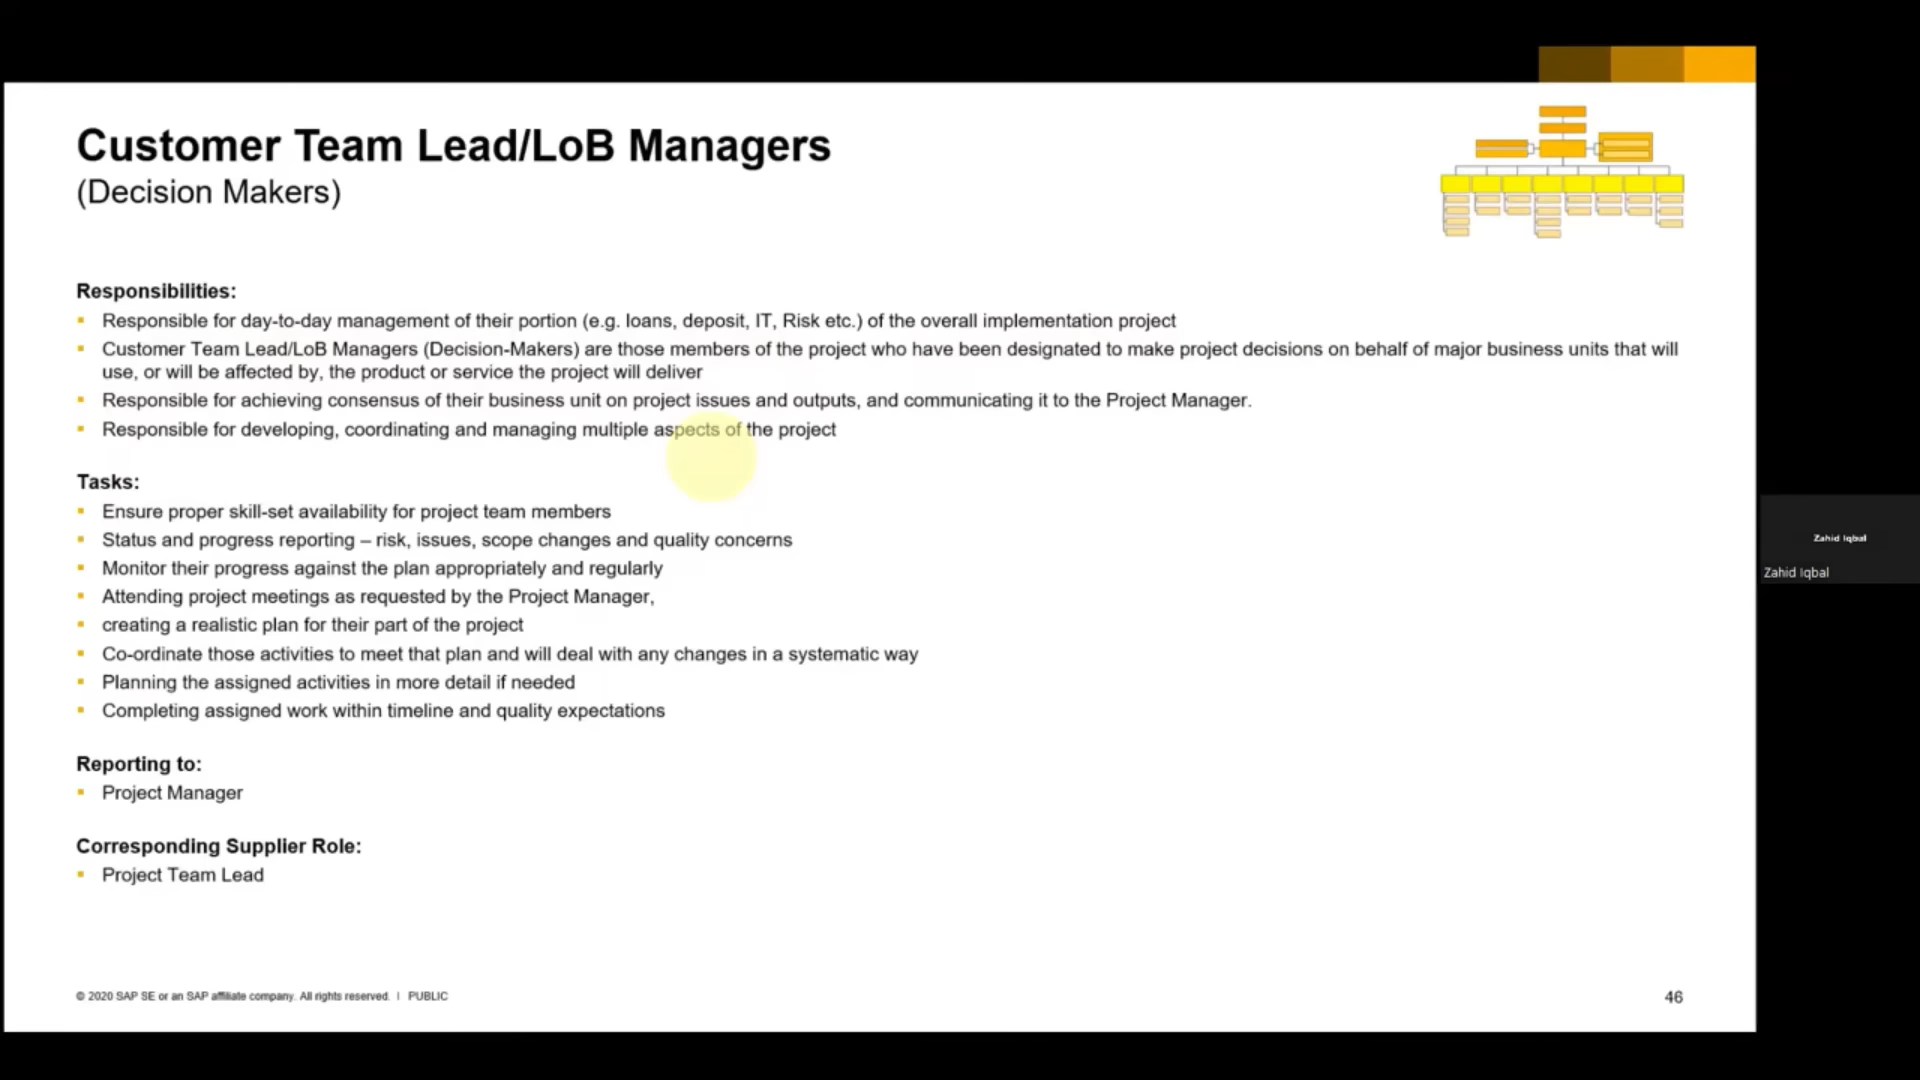 Customer Team Lead/LoB Managers
(Decision Makers)
Responsibilities:
Responsible for day-to-day management of their portion (e.g. loans, deposit, IT, Risk etc.) of the overall implementation project
Customer Team Lead/LoB Managers (Decision-Makers) are those members of the project who have been designated to make project decisions on behalf of major business units that will
use, or will be affected by, the product or service the project will deliver
Responsible for achieving consensus of their business unit on project issues and outputs, and communicating it to the Project Manager.
Responsible for developing, coordinating and managing multiple aspects of the project
Tasks:
Ensure proper skill-set availability for project team members
Status and progress reporting – risk, issues, scope changes and quality concerns
Monitor their progress against the plan appropriately and regularly
Attending project meetings as requested by the Project Manager,
creating a realistic plan for their part of the project
Co-ordinate those activities to meet that plan and will deal with any changes in a systematic way
Planning the assigned activities in more detail if needed
Completing assigned work within timeline and quality expectations
Reporting to:
Project Manager
Corresponding Supplier Role:
Project Team Lead
© 2020 SAP SE or an SAP affiliate company. All rights reserved. | PUBLIC
46
Zahid Iqbal
Zahid Iqbal